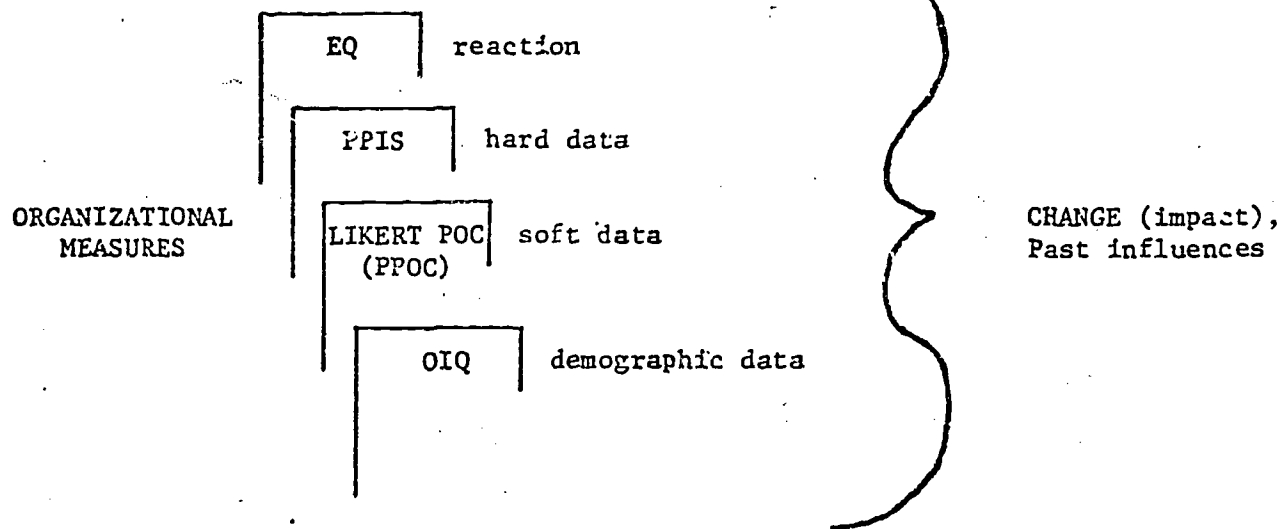 EQ reaction
PPIS hard data
ORGANIZATIONAL
MEASURES
LIKERT POC soft data
(PPOC)
CHANGE (impact),
Past influences
OIQ demographic data